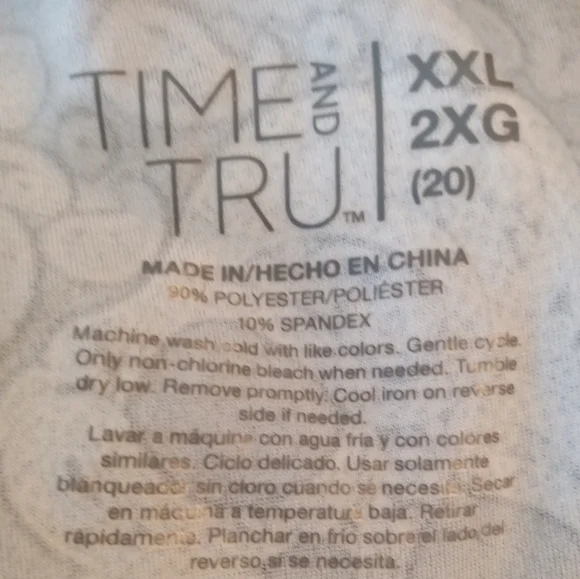 TIME AND
TRU™
XXL
2XG
(20)
MADE IN/HECHO EN CHINA
90% POLYESTER/POLIÉSTER
10% SPANDEX
Machine wash cold with like colors. Gentle cycle.
Only non-chlorine bleach when needed. Tumble
dry low. Remove promptly. Cool iron on reverse
side if needed.
Lavar a máquina con agua fria y con colores
similares. Ciclo delicado. Usar solamente
blanqueador sin cloro cuando se necesite. Secar
en máquina a temperatura baja. Retirar
rápidamente. Planchar en frio sobre el lado del
reverso, si se necesita.